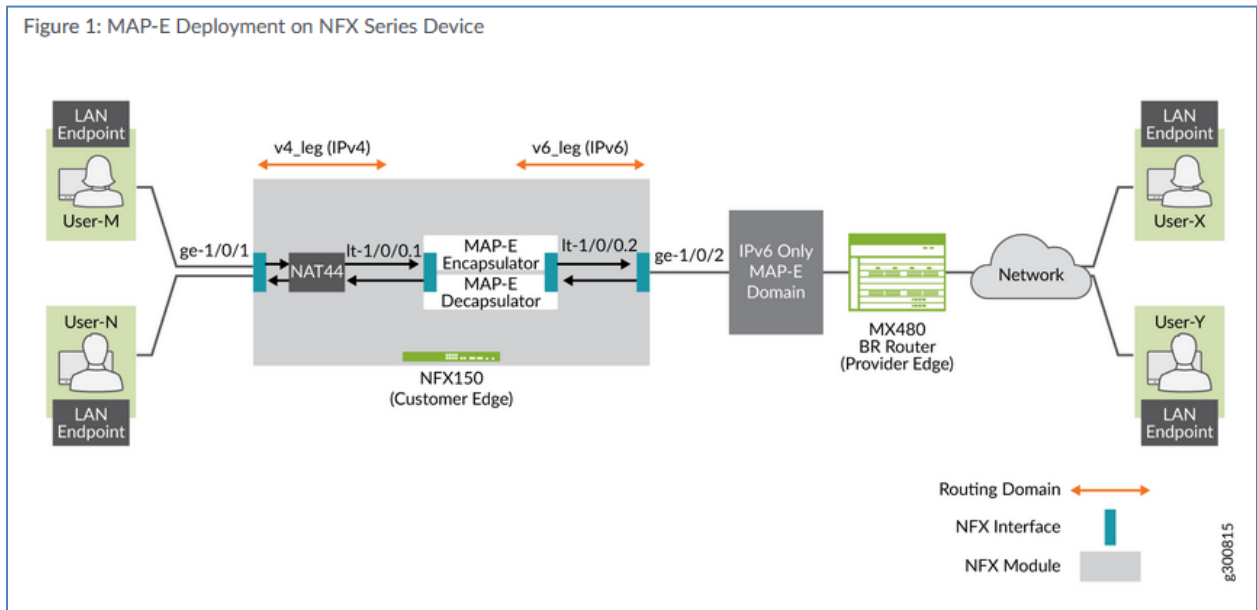 Figure 1: MAP-E Deployment on NFX Series Device
LAN
Endpoint
User-M
User-N
LAN
Endpoint
v4_leg (IPv4)
v6_leg (IPv6)
ge-1/0/1
NAT44
lt-1/0/0.1
MAP-E
Encapsulator
MAP-E
Decapsulator
lt-1/0/0.2
ge-1/0/2
NFX150
(Customer Edge)
IPv6 Only
MAP-E
Domain
MX480
BR Router
(Provider Edge)
Network
LAN
Endpoint
User-X
User-Y
LAN
Endpoint
Routing Domain
NFX Interface
NFX Module
g300815